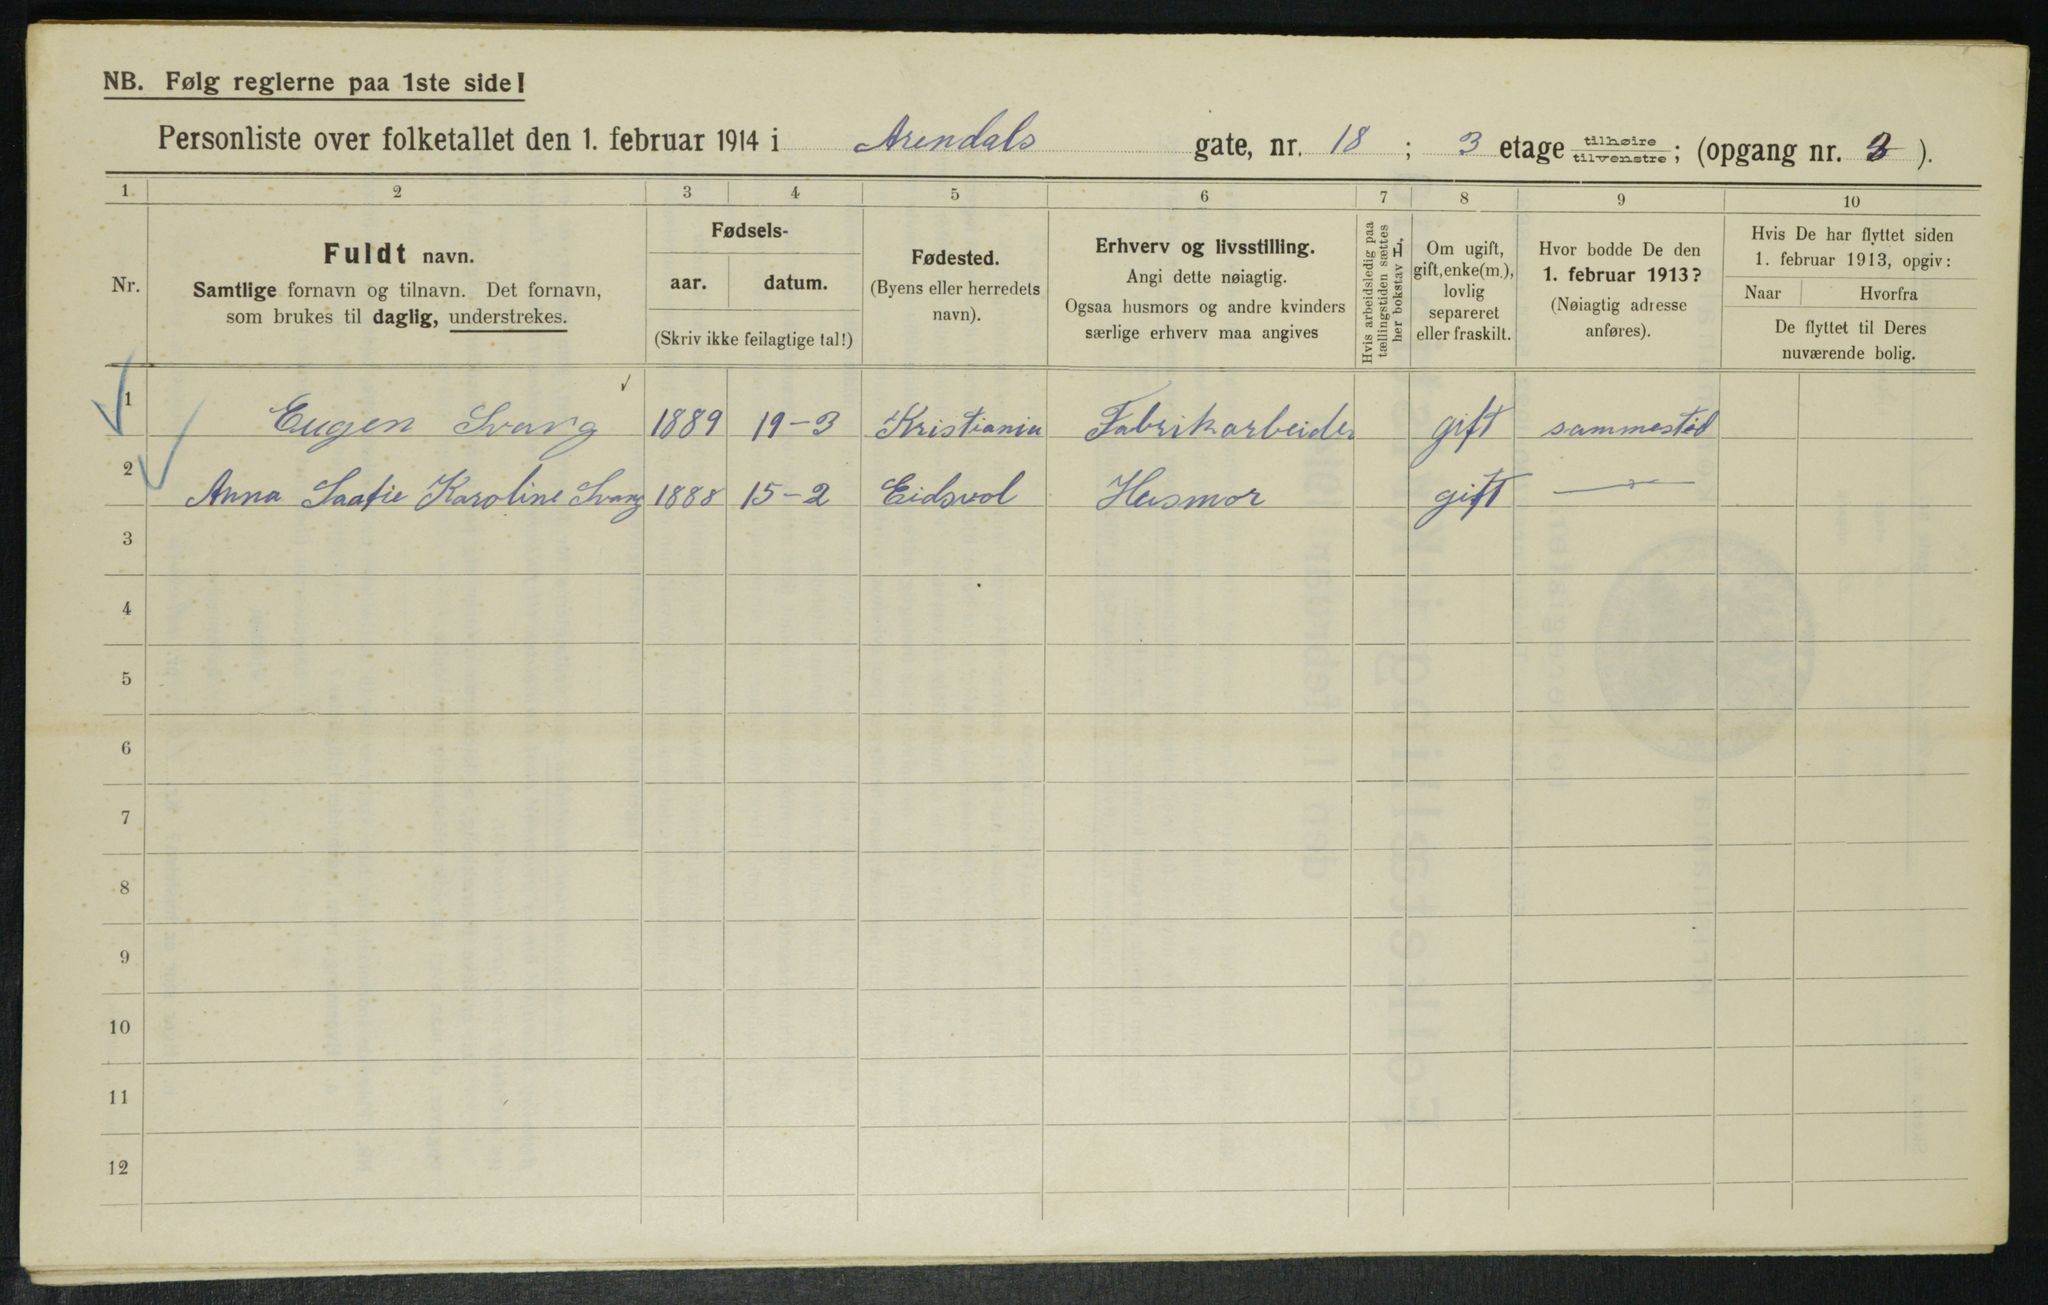 NB. Følg reglerne paa 1ste side!
Personliste over folketallet den 1. februar 1914 i Arendals gate, nr. 18 ; 3 etage tilhøire tilvenstre ; (opgang nr. ).
1 2 3 4 5 6 7 8 9 10
Nr.
Fuldt navn.
Samtlige fornavn og tilnavn. Det fornavn,
som brukes til daglig, understrekes.
Fødsels-
aar. datum.
(Skriv ikke feilagtige tal!)
Fødested.
(Byens eller herredets
navn).
Erhverv og livsstilling.
Angi dette nøiagtig.
Ogsaa husmors og andre kvinders
særlige erhverv maa angives
Hvis arbeidsledig paa
tællingstiden sættes
her bokstav L.
Om ugift,
gift, enke(m.),
lovlig
separeret
eller fraskilt.
Hvor bodde De den
1. februar 1913?
(Nøiagtig adresse
anføres).
Hvis De har flyttet siden
1. februar 1913, opgiv:
Naar Hvorfra
De flyttet til Deres
nuværende bolig.
1 Eugen Svang 1889 19-3 Kristiania Fabrikarbeider gift sammested
2 Anna Saafie Karoline Svang 1888 15-2 Eidsvol Husmor gift —"—
3
4
5
6
7
8
9
10
11
12